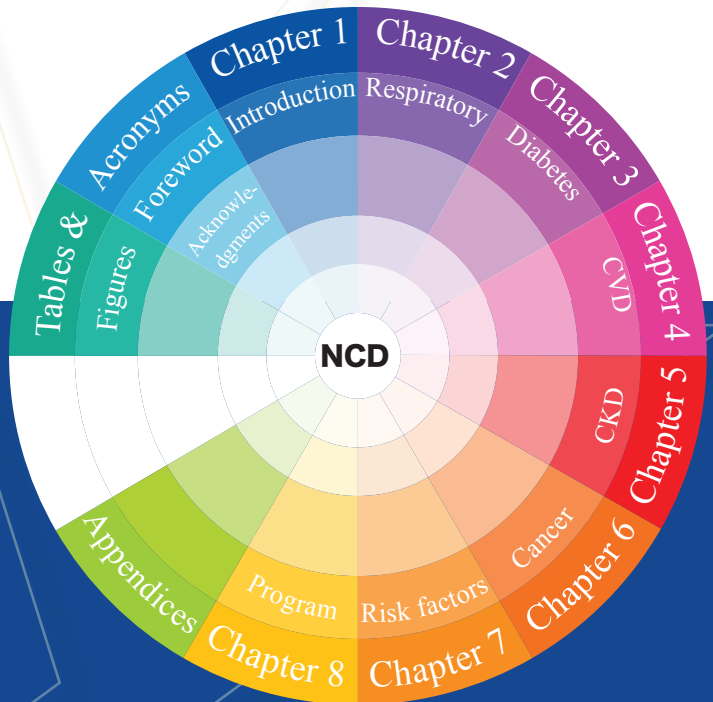 Chapter 1
Introduction
Chapter 2
Respiratory
Chapter 3
Diabetes
Chapter 4
CVD
Chapter 5
CKD
Chapter 6
Cancer
Chapter 7
Risk factors
Chapter 8
Program
Appendices
Tables &
Figures
Acronyms
Foreword
Acknowle-
dgments
NCD